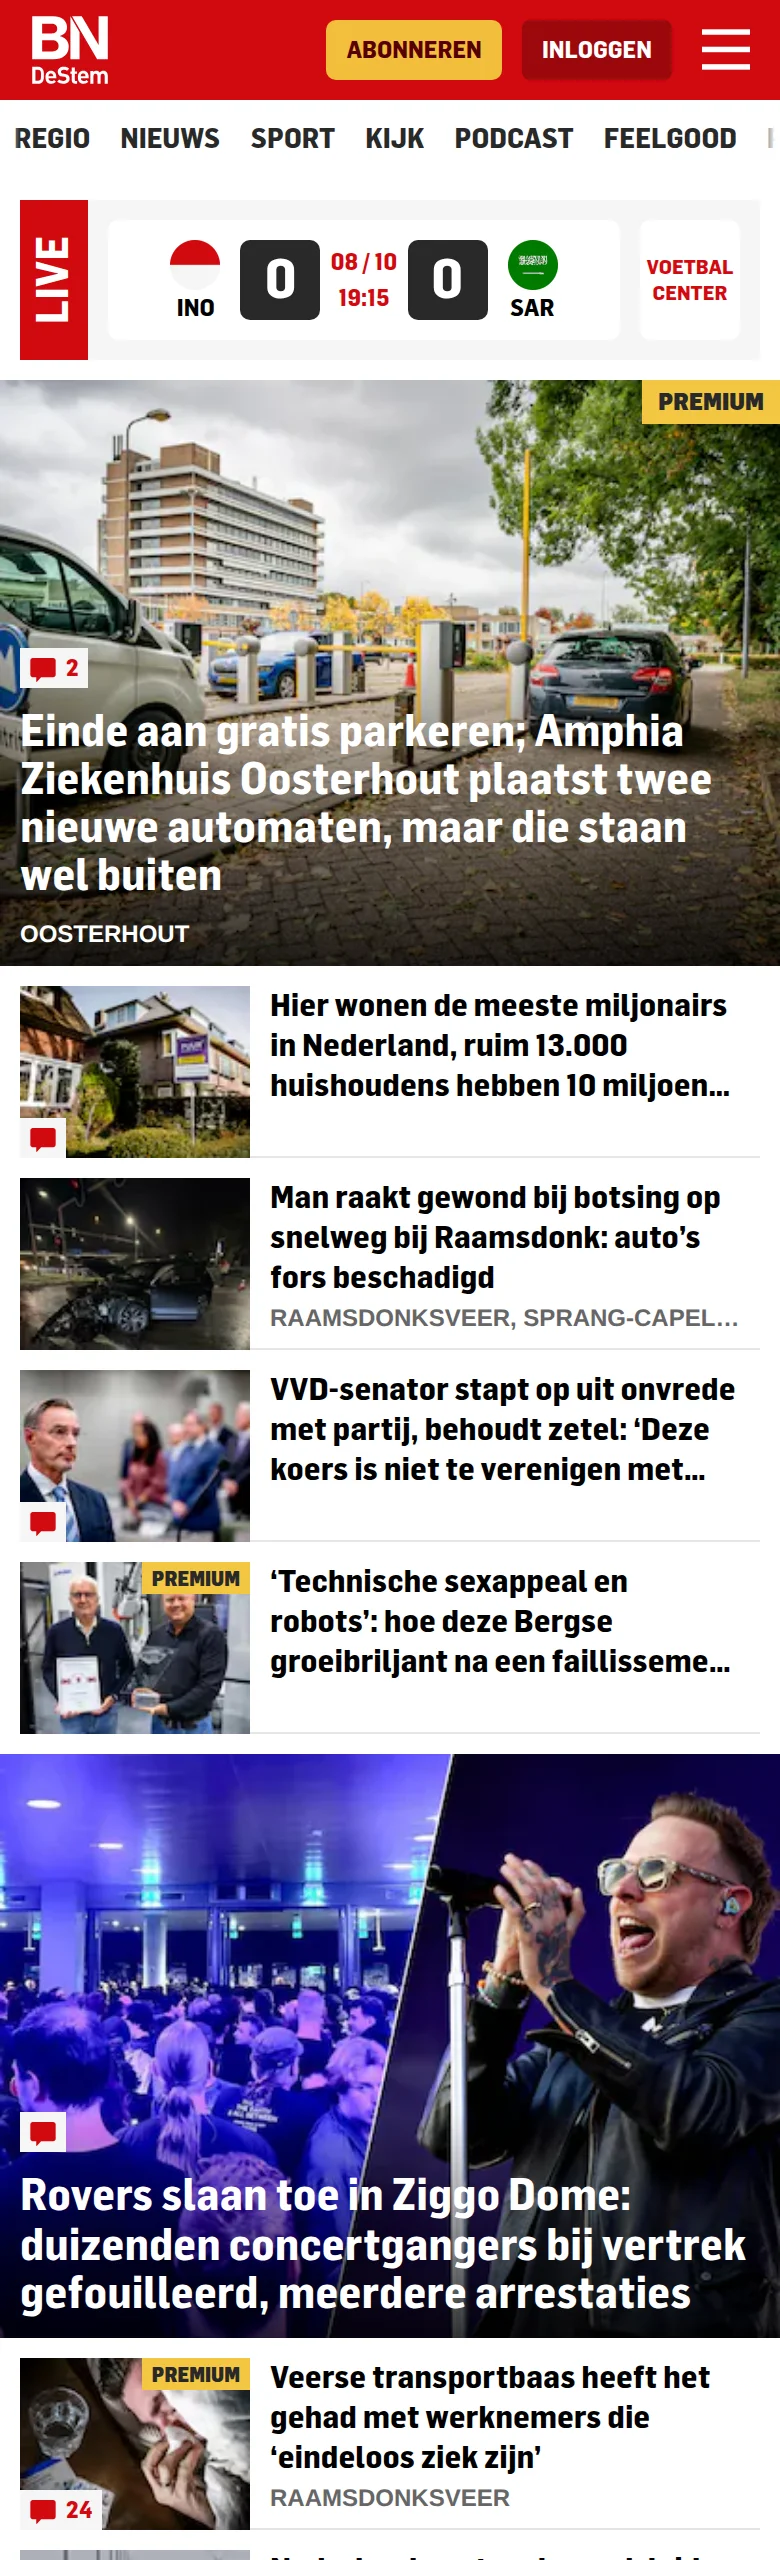 BN
DeStem
ABONNEREN
INLOGGEN
REGIO NIEUWS SPORT KIJK PODCAST FEELGOOD
LIVE
INO
0
08 / 10
19:15
0
SAR
VOETBAL
CENTER
PREMIUM
2
Einde aan gratis parkeren; Amphia
Ziekenhuis Oosterhout plaatst twee
nieuwe automaten, maar die staan
wel buiten
OOSTERHOUT
Hier wonen de meeste miljonairs
in Nederland, ruim 13.000
huishoudens hebben 10 miljoen...
Man raakt gewond bij botsing op
snelweg bij Raamsdonk: auto’s
fors beschadigd
RAAMSDONKSVEER, SPRANG-CAPEL...
VVD-senator stapt op uit onvrede
met partij, behoudt zetel: ‘Deze
koers is niet te verenigen met...
PREMIUM
‘Technische sexappeal en
robots’: hoe deze Bergse
groeibriljant na een faillisseme...
Rovers slaan toe in Ziggo Dome:
duizenden concertgangers bij vertrek
gefouilleerd, meerdere arrestaties
PREMIUM
24
Veerse transportbaas heeft het
gehad met werknemers die
‘eindeloos ziek zijn’
RAAMSDONKSVEER